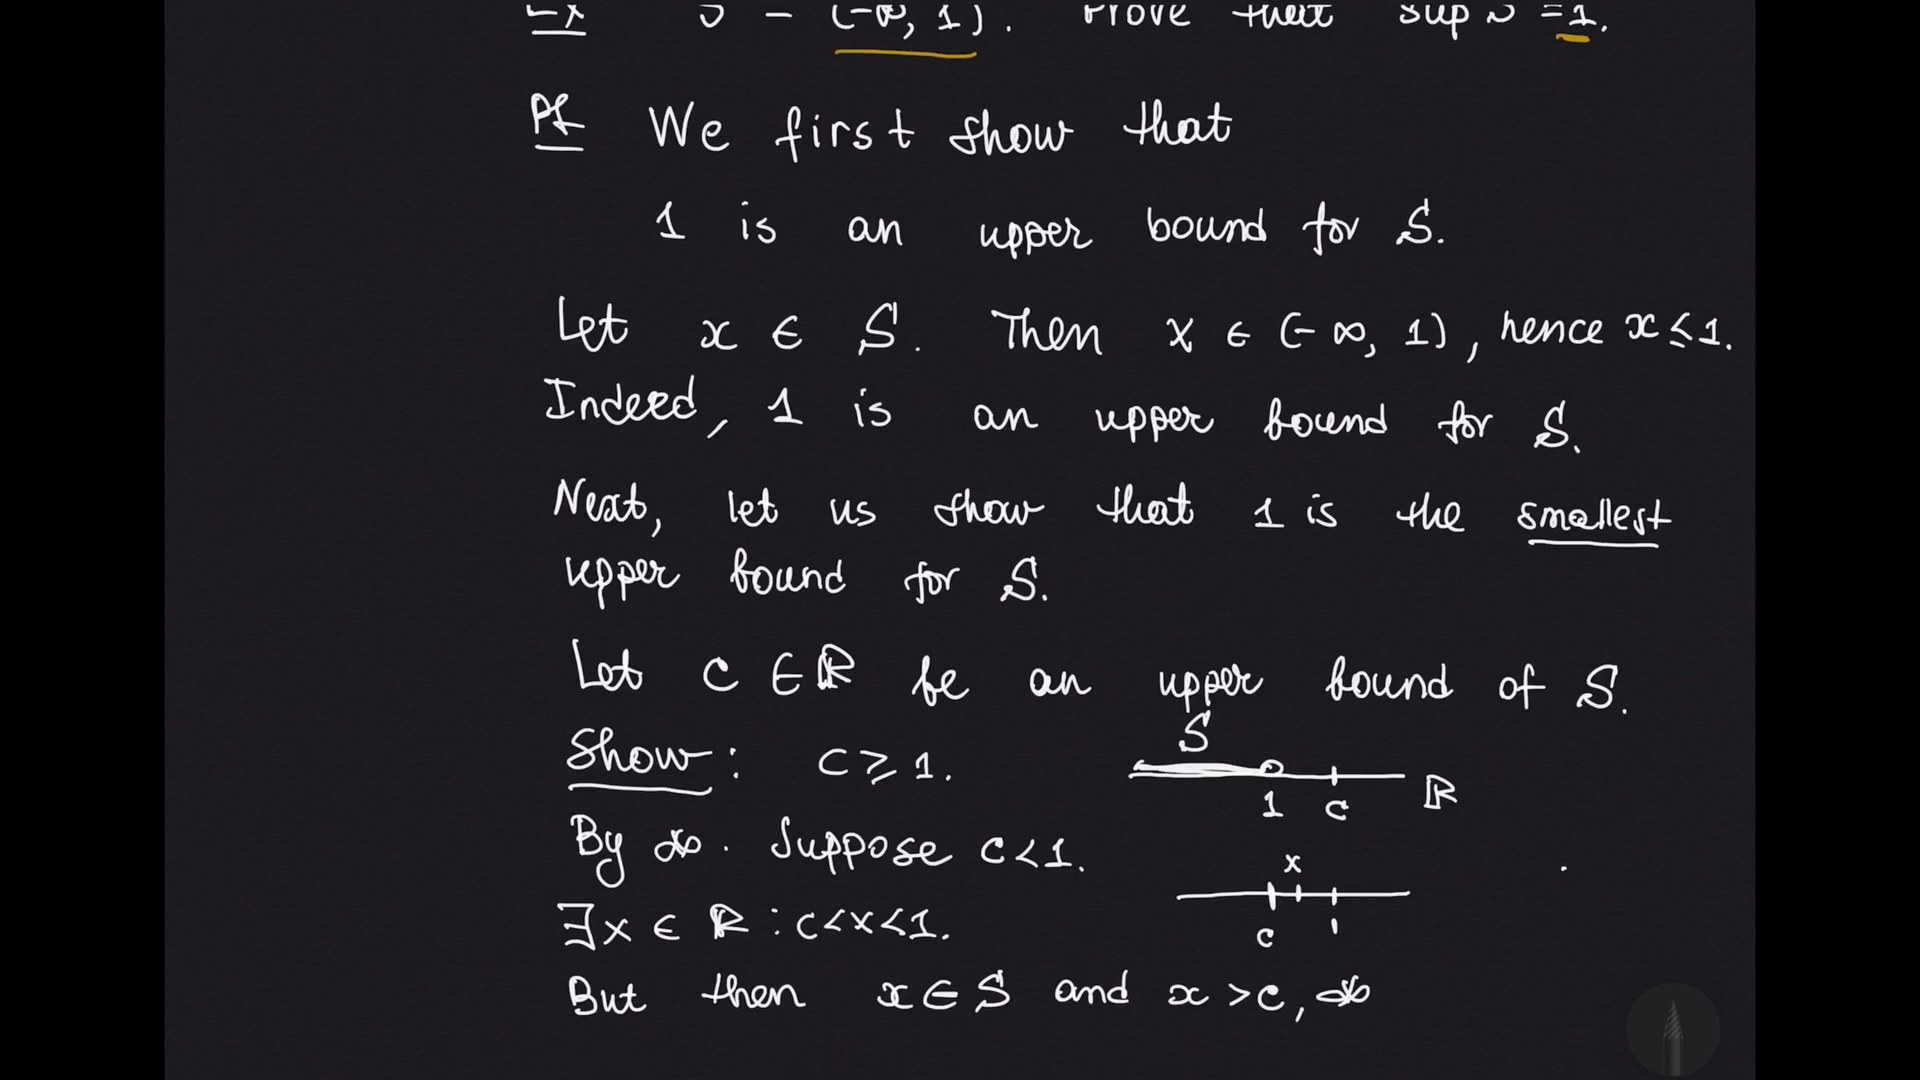 Ex S = (-∞, 1). Prove that sup S = 1.
Pf We first show that
1 is an upper bound for S.
Let x ∈ S. Then x ∈ (-∞, 1), hence x ≤ 1.
Indeed, 1 is an upper bound for S.
Next, let us show that 1 is the smallest
upper bound for S.
Let c ∈ ℝ be an upper bound of S.
S
Show: c ≥ 1.
1 c ℝ
By . Suppose c < 1.
x
∃x ∈ ℝ : c < x < 1.
c 1
But then x ∈ S and x > c,